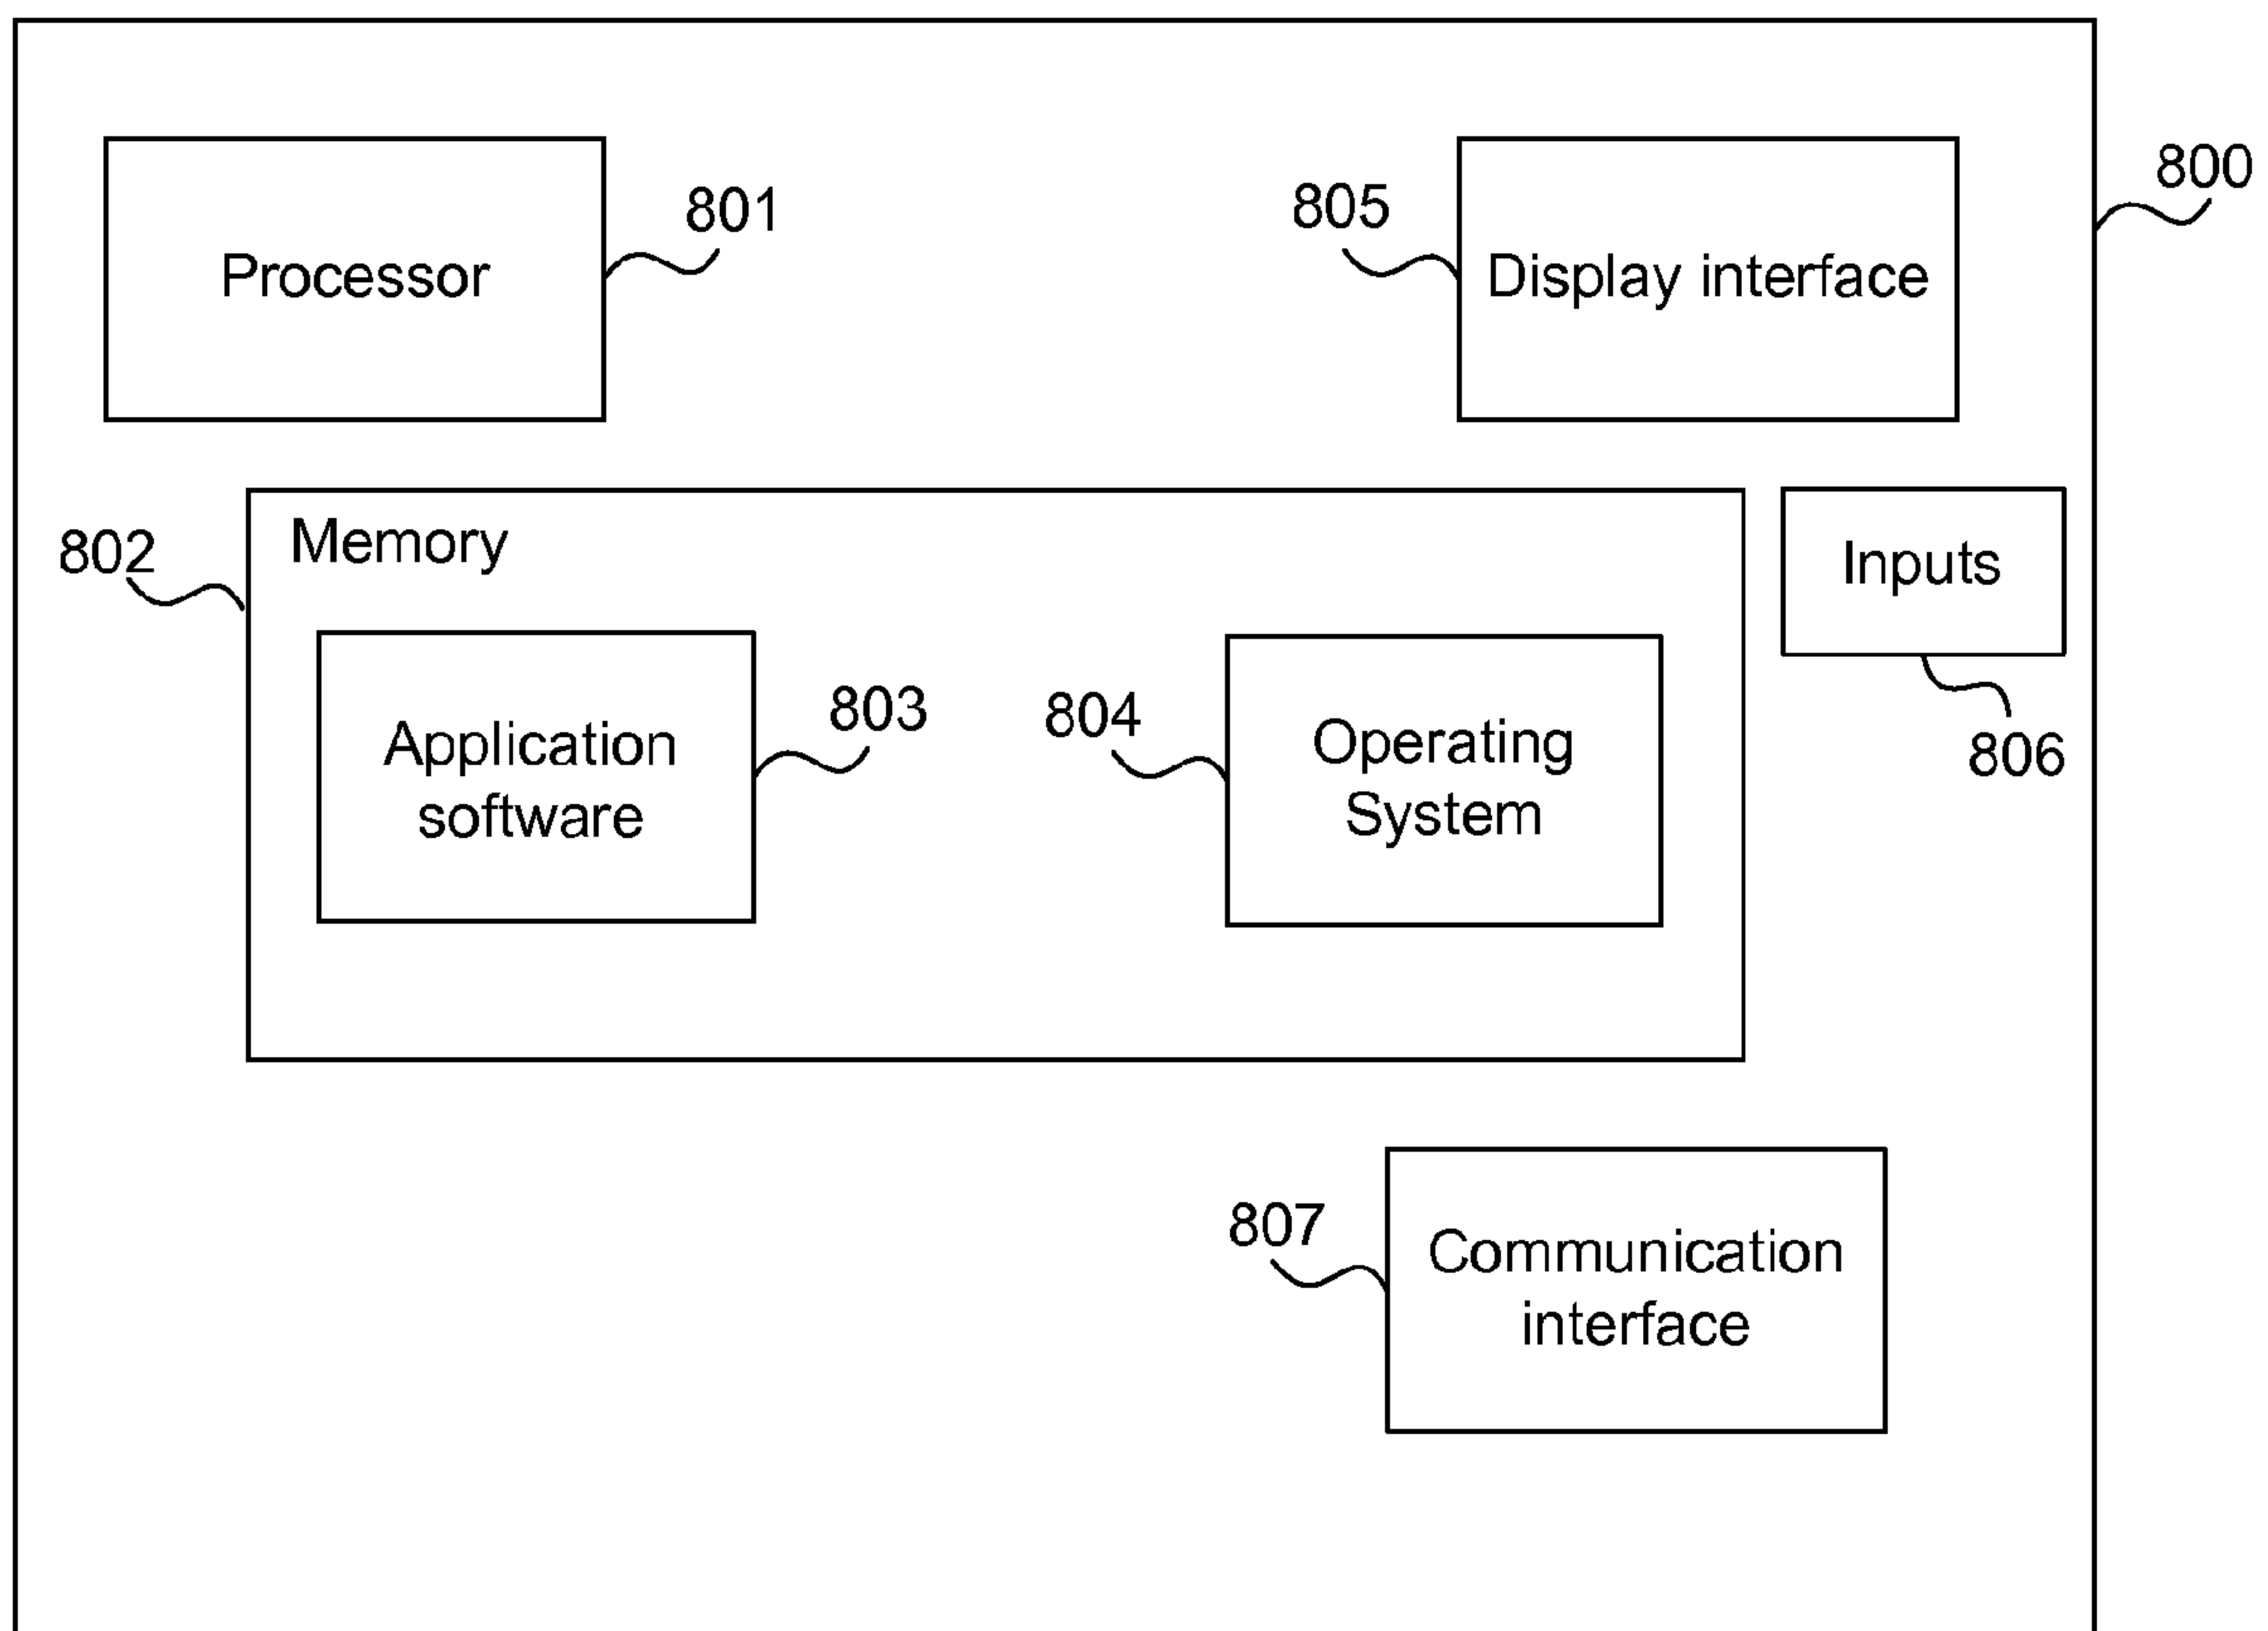 800
801
805
Processor
Display interface
802
Memory
Inputs
803
804
806
Application
software
Operating
System
807
Communication
interface